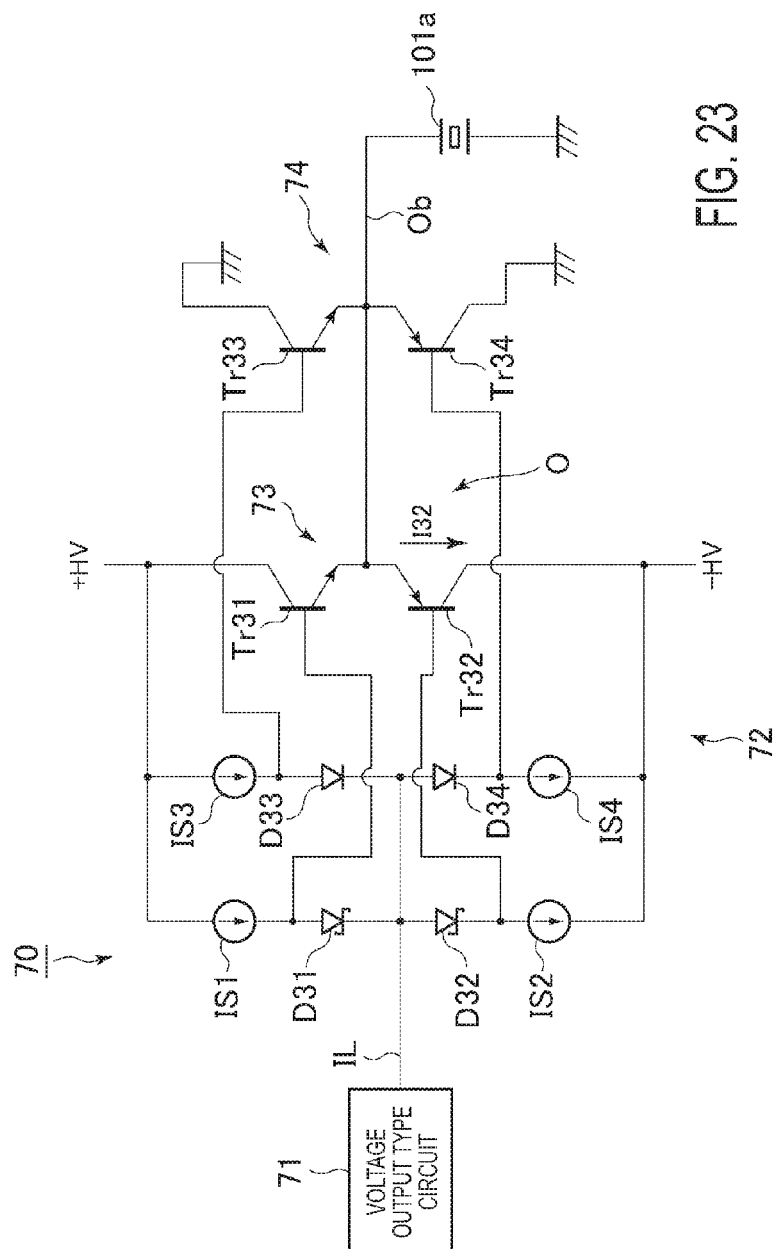 70
IS1
IS3
+HV
73
Tr31
Tr33
74
D31
D33
71
VOLTAGE
OUTPUT TYPE
CIRCUIT
IL
I32
O
Ob
101a
D32
D34
Tr32
Tr34
IS2
IS4
72
−HV
FIG. 23